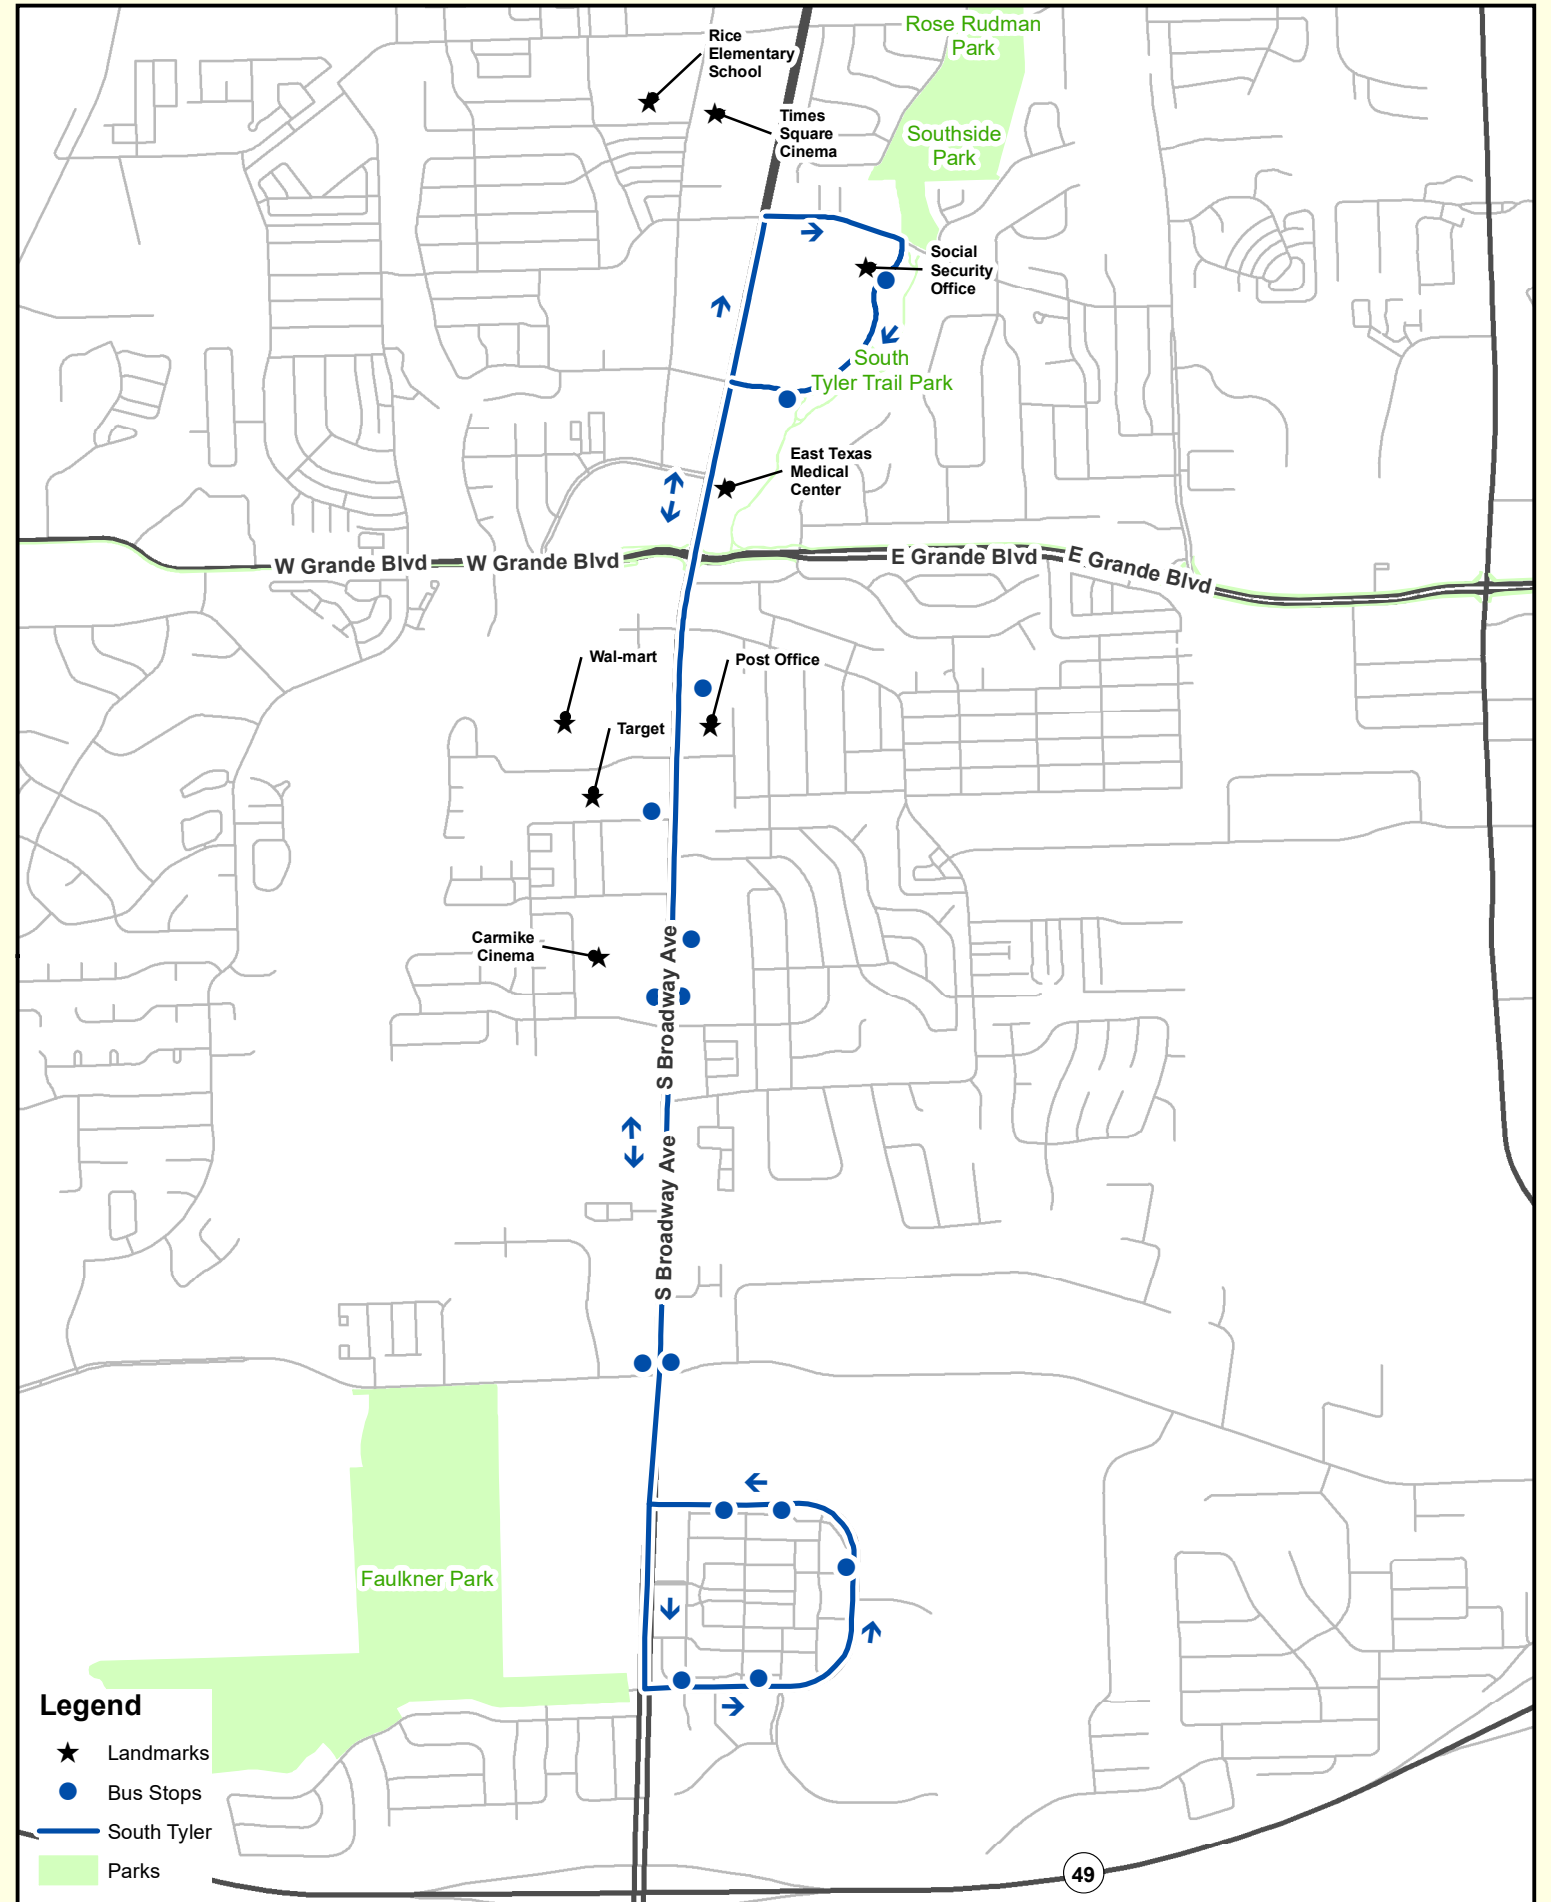 Rose Rudman
Park
Rice
Elementary
School
Times
Square
Cinema
Southside
Park
Social
Security
Office
South
Tyler Trail Park
East Texas
Medical
Center
W Grande Blvd
W Grande Blvd
E Grande Blvd
E Grande Blvd
Wal-mart
Post Office
Target
Carmike
Cinema
S Broadway Ave
S Broadway Ave
Faulkner Park
Legend
Landmarks
Bus Stops
South Tyler
Parks
49